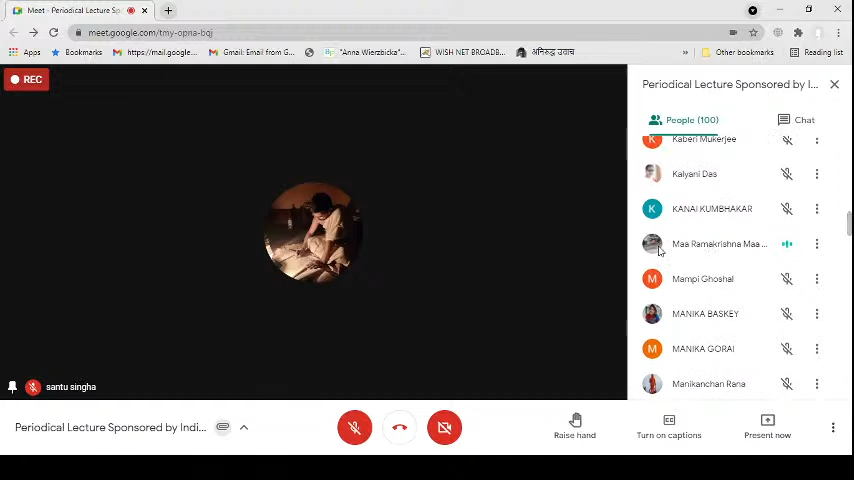 Meet - Periodical Lecture Sp
meet.google.com/tmy-opna-bqj
Apps Bookmarks https://mail.google... Gmail: Email from G... "Anna Wierzbicka"... WISH NET BROADB... अनिरुद्ध उवाच » Other bookmarks Reading list
REC
Periodical Lecture Sponsored by I...
People (100) Chat
K Kaberi Mukerjee
Kalyani Das
K KANAI KUMBHAKAR
Maa Ramakrishna Maa ...
M Mampi Ghoshal
MANIKA BASKEY
M MANIKA GORAI
Manikanchan Rana
santu singha
Periodical Lecture Sponsored by Indi...
Raise hand Turn on captions Present now